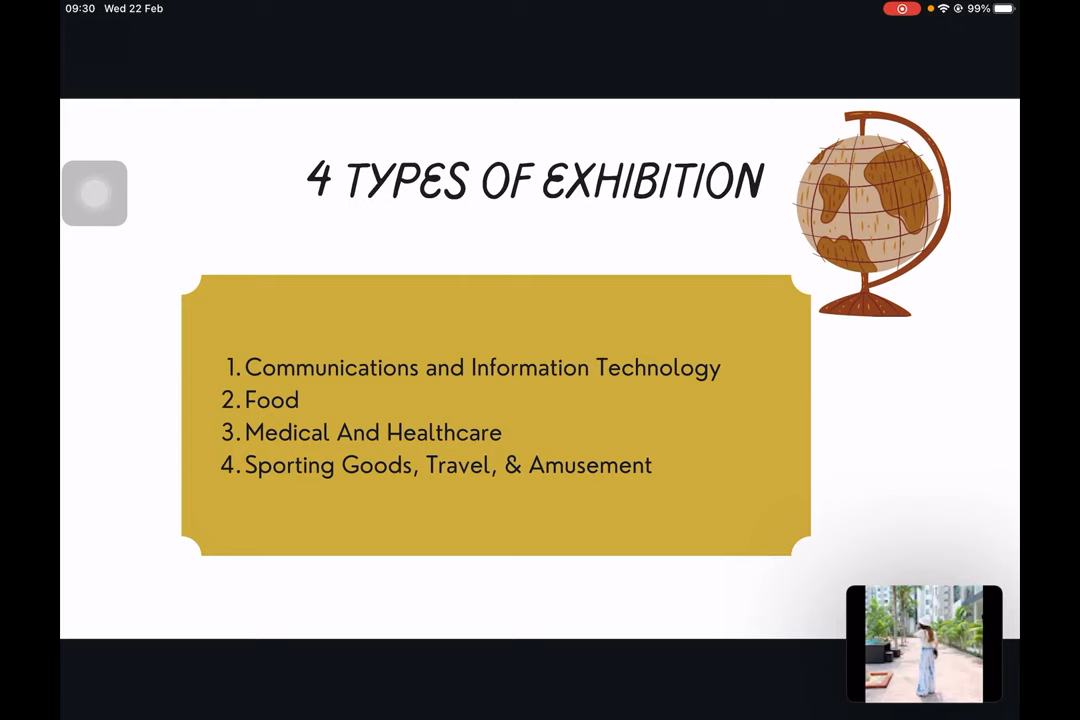 09:30 Wed 22 Feb
99%
4 TYPES OF EXHIBITION
1. Communications and Information Technology
2. Food
3. Medical And Healthcare
4. Sporting Goods, Travel, & Amusement